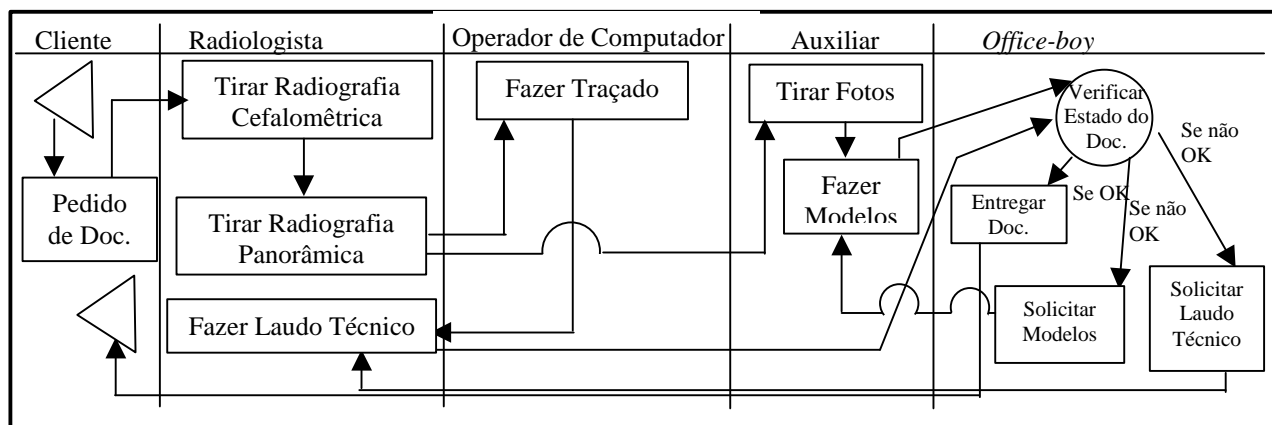 Cliente
Radiologista
Operador de Computador
Auxiliar
Office-boy
Pedido
de Doc.
Tirar Radiografia
Cefalomêtrica
Tirar Radiografia
Panorâmica
Fazer Laudo Técnico
Fazer Traçado
Tirar Fotos
Fazer
Modelos
Verificar
Estado do
Doc.
Se não
OK
Se OK
Se não
OK
Entregar
Doc.
Solicitar
Modelos
Solicitar
Laudo
Técnico